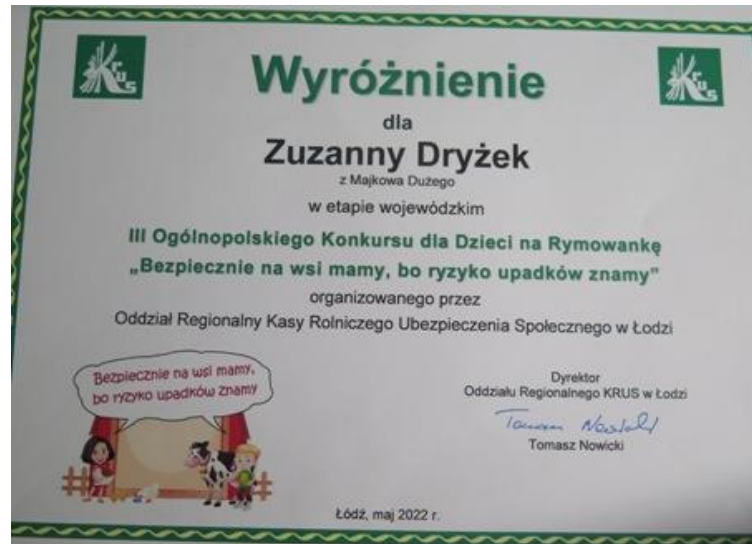 Krus
Krus
Wyróżnienie
dla
Zuzanny Dryżek
z Majkowa Dużego
w etapie wojewódzkim
III Ogólnopolskiego Konkursu dla Dzieci na Rymowankę
„Bezpiecznie na wsi mamy, bo ryzyko upadków znamy”
organizowanego przez
Oddział Regionalny Kasy Rolniczego Ubezpieczenia Społecznego w Łodzi
Bezpiecznie na wsi mamy,
bo ryzyko upadków znamy
Dyrektor
Oddziału Regionalnego KRUS w Łodzi
Tomasz Nowicki
Tomasz Nowicki
Łódź, maj 2022 r.